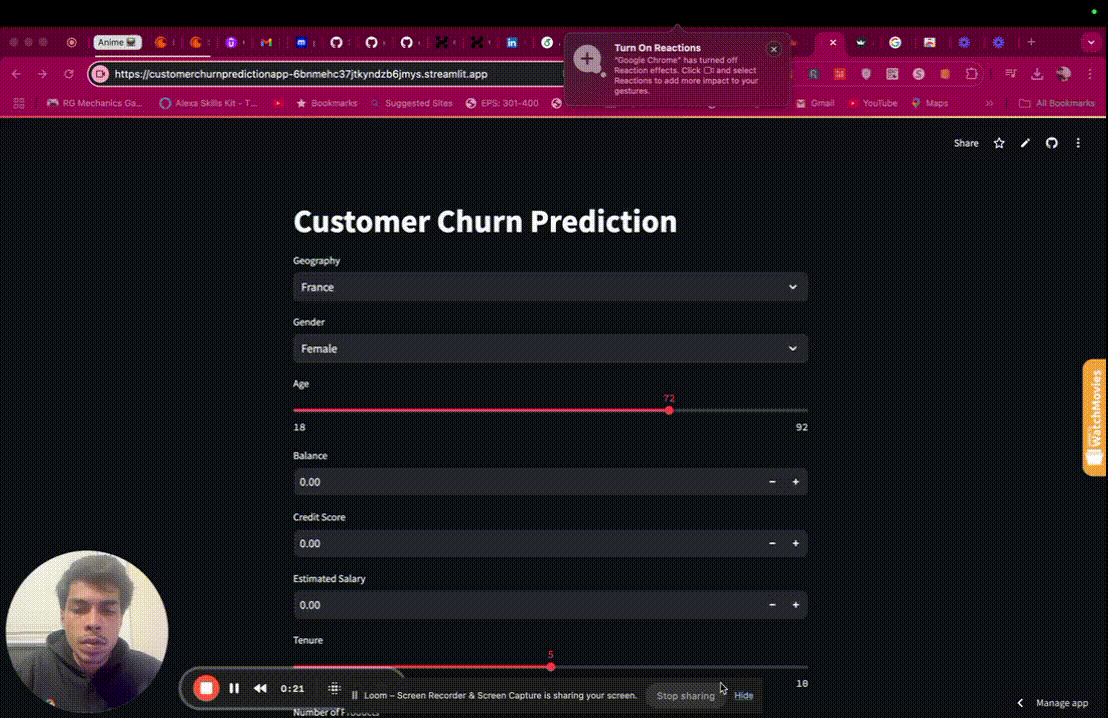 Anime
Turn On Reactions
"Google Chrome" has turned off
Reaction effects. Click and select
Reactions to add more impact to your
gestures.
https://customerchurnpredictionapp-6bnmehc37jtkyndzb6jmys.streamlit.app
RG Mechanics Ga...
Alexa Skills Kit - T...
Bookmarks
Suggested Sites
EPS: 301-400
Gmail
YouTube
Maps
All Bookmarks
Share
Customer Churn Prediction
Geography
France
Gender
Female
Age
72
18
92
WatchMovies
Balance
0.00
Credit Score
0.00
Estimated Salary
0.00
Tenure
5
10
0:21
Loom – Screen Recorder & Screen Capture is sharing your screen.
Stop sharing
Hide
Number of Products
Manage app